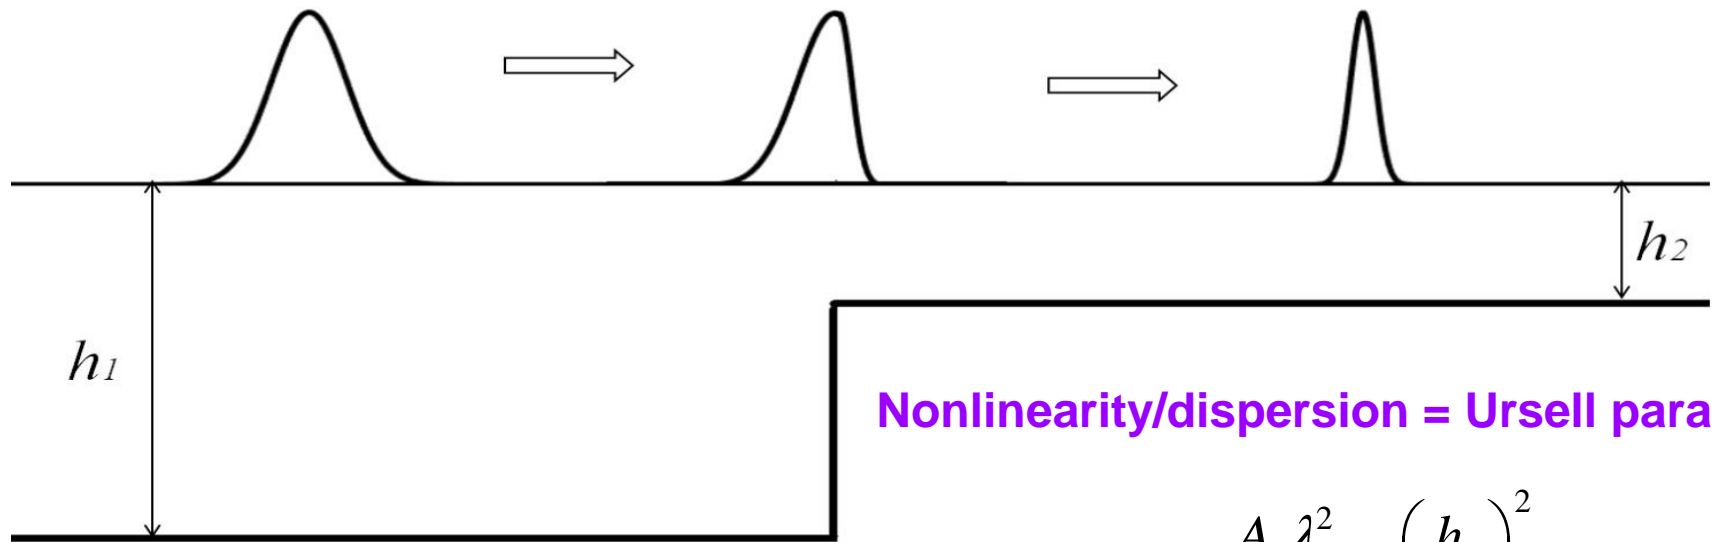 h1
h2
Nonlinearity/dispersion = Ursell para